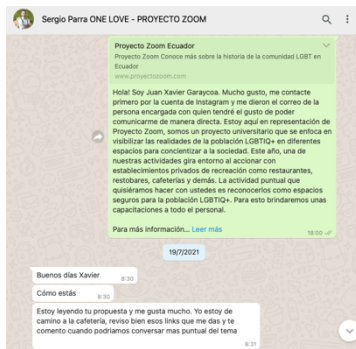 Sergio Parra ONE LOVE - PROYECTO ZOOM
Proyecto Zoom Ecuador
Proyecto Zoom Conoce más sobre la historia de la comunidad LGBT en
Ecuador
www.proyectozoom.com
Hola! Soy Juan Xavier Garaycoa. Mucho gusto, me contacte
primero por la cuenta de Instagram y me dieron el correo de la
persona encargada con quien tendré el gusto de poder
comunicarme de manera directa. Estoy aquí en representación de
Proyecto Zoom, somos un proyecto universitario que se enfoca en
visibilizar las realidades de la población LGBTIQ+ en diferentes
espacios para concientizar a la sociedad. Este año, una de
nuestras actividades gira entorno al accionar con
establecimientos privados de recreación como restaurantes,
restobares, cafeterías y demás. La actividad puntual que
quisiéramos hacer con ustedes es reconocerlos como espacios
seguros para la población LGBTIQ+. Para esto brindaremos unas
capacitaciones a todo el personal.
Para más información... Leer más
18:00
19/7/2021
Buenos días Xavier
8:30
Cómo estás
8:30
Estoy leyendo tu propuesta y me gusta mucho. Yo estoy de
camino a la cafetería, reviso bien esos links que me das y te
comento cuando podríamos conversar mas puntual del tema
8:31